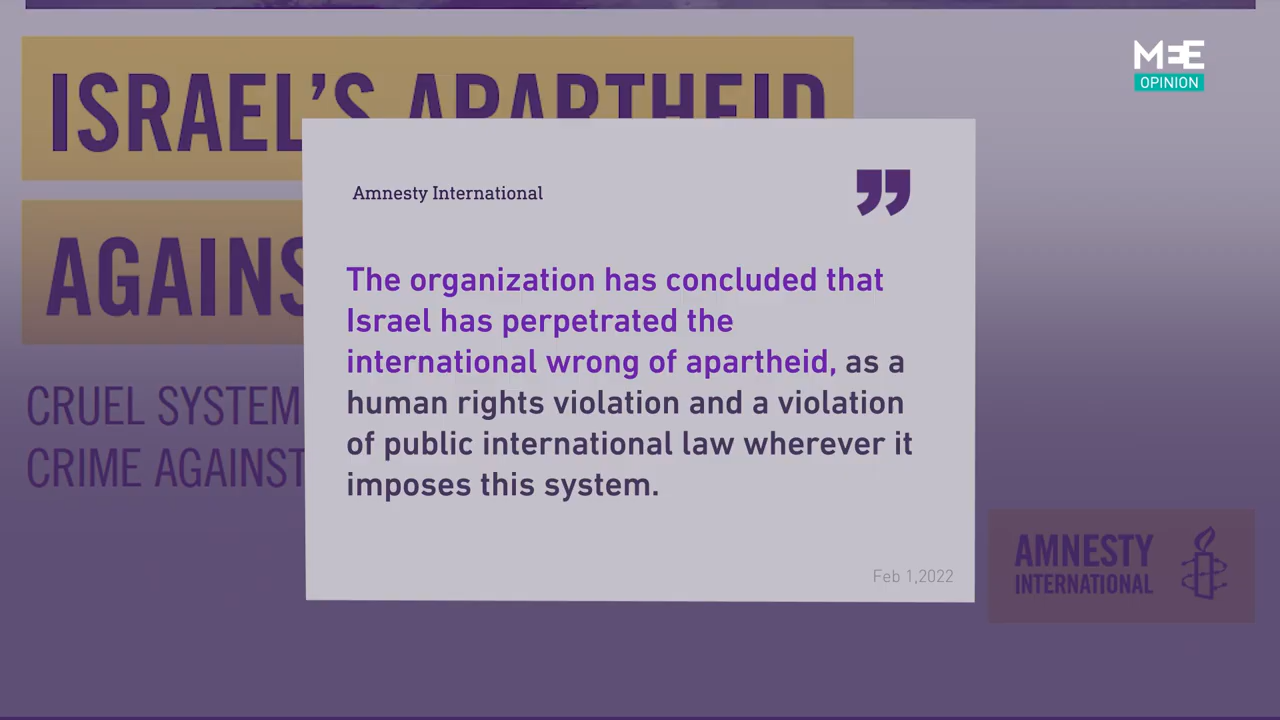 MEE
OPINION
ISRAEL'S APARTHEID
AGAINS
CRUEL SYSTEM
CRIME AGAINST
Amnesty International
”
The organization has concluded that
Israel has perpetrated the
international wrong of apartheid, as a
human rights violation and a violation
of public international law wherever it
imposes this system.
Feb 1,2022
AMNESTY
INTERNATIONAL